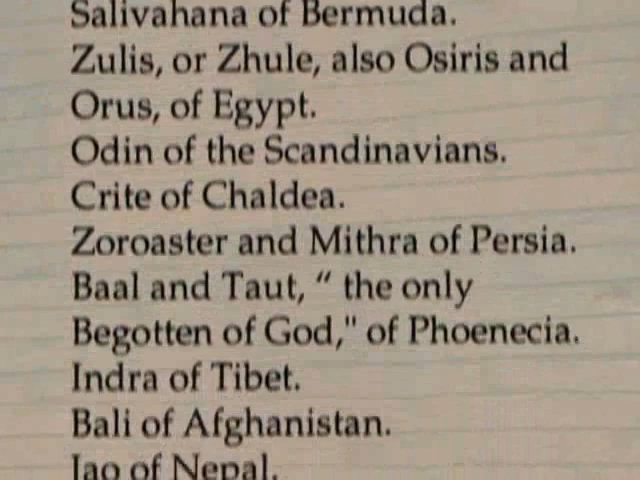 Salivahana of Bermuda.
Zulis, or Zhule, also Osiris and
Orus, of Egypt.
Odin of the Scandinavians.
Crite of Chaldea.
Zoroaster and Mithra of Persia.
Baal and Taut, “ the only
Begotten of God," of Phoenecia.
Indra of Tibet.
Bali of Afghanistan.
Jao of Nepal.